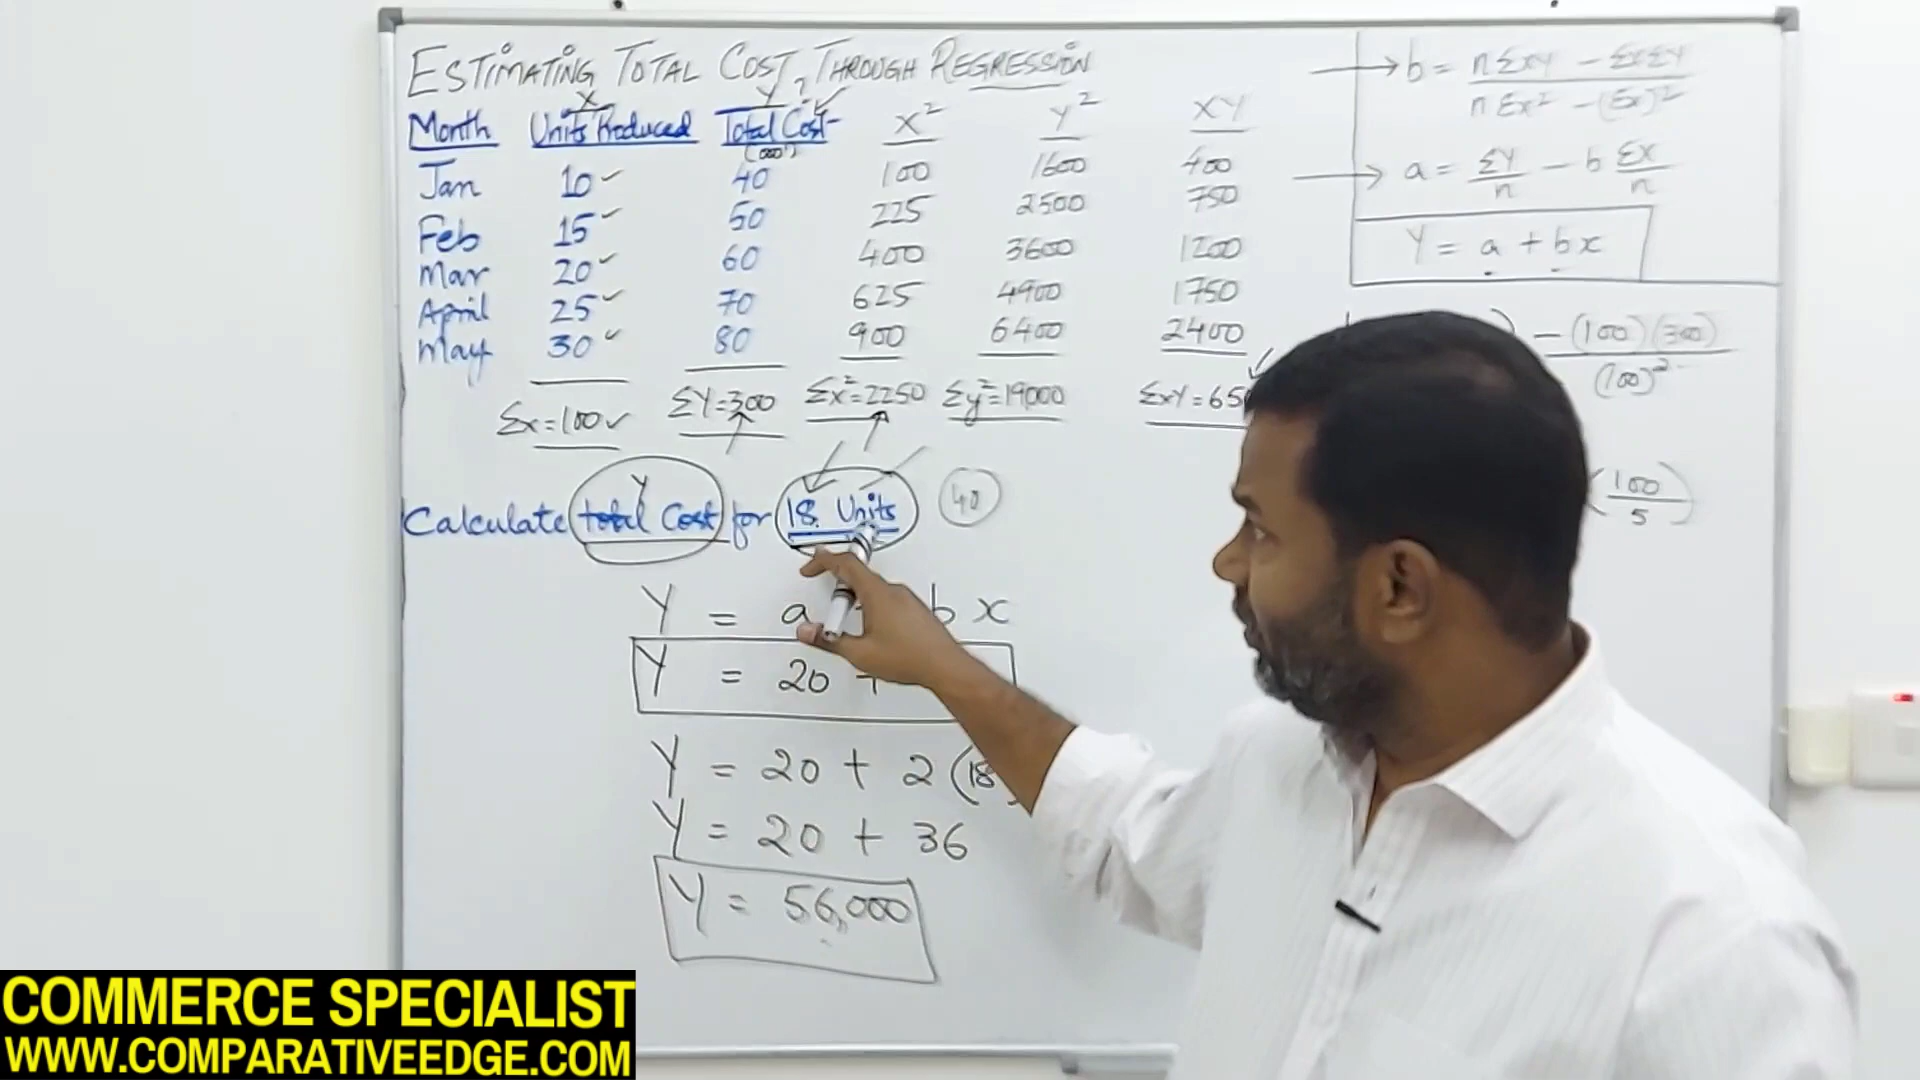 ESTIMATING TOTAL COST THROUGH REGRESSION
X Y
Month Units Produced Total Cost X² Y² XY
(000's)
Jan 10 40 100 1600 400
Feb 15 50 225 2500 750
Mar 20 60 400 3600 1200
April 25 70 625 4900 1750
May 30 80 900 6400 2400
Σx=100 ΣY=300 Σx²=2250 Σy²=19000 ΣxY=65
b = nΣxy - ΣxΣy / nΣx² - (Σx)²
a = ΣY/n - b Σx/n
Y = a + bx
- (100)(300)
(100)²
(100/5)
Y
Calculate total Cost for 18 Units 40
Y = a b x
Y = 20 +
Y = 20 + 2 (18
Y = 20 + 36
Y = 56,000
COMMERCE SPECIALIST
WWW.COMPARATIVEEDGE.COM